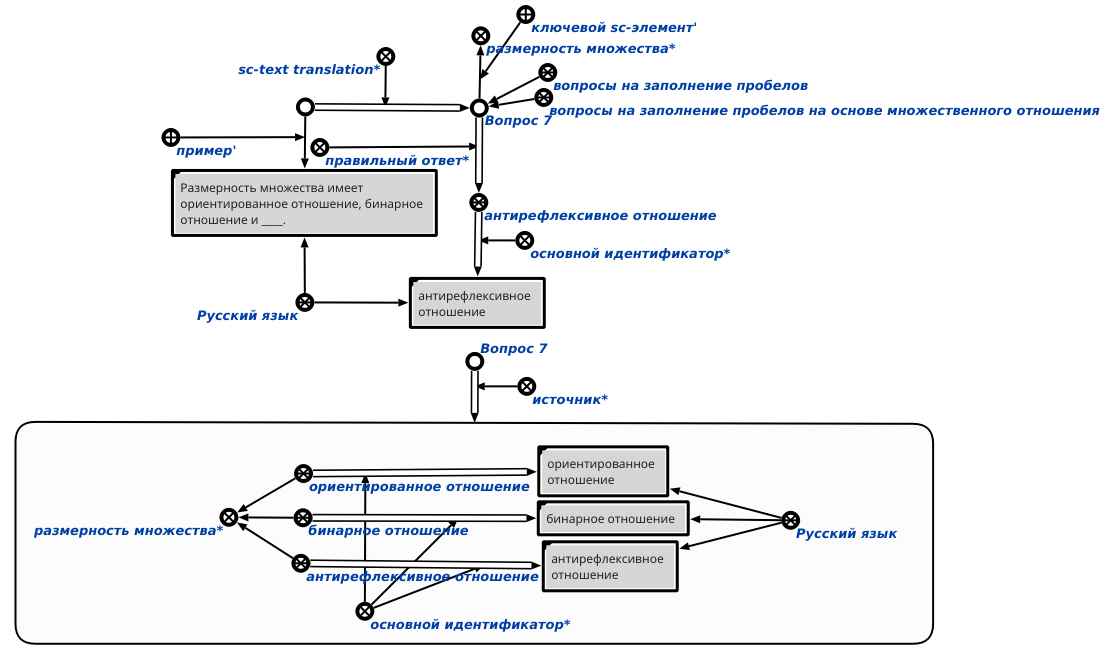 ключевой sc-элемент'
размерность множества*
sc-text translation*
вопросы на заполнение пробелов
вопросы на заполнение пробелов на основе множественного отношения
Вопрос 7
пример'
правильный ответ*
Размерность множества имеет
ориентированное отношение, бинарное
отношение и ____.
антирефлексивное отношение
основной идентификатор*
антирефлексивное
отношение
Русский язык
Вопрос 7
источник*
ориентированное
отношение
ориентированное отношение
бинарное отношение
размерность множества*
бинарное отношение
Русский язык
антирефлексивное
отношение
антирефлексивное отношение
основной идентификатор*